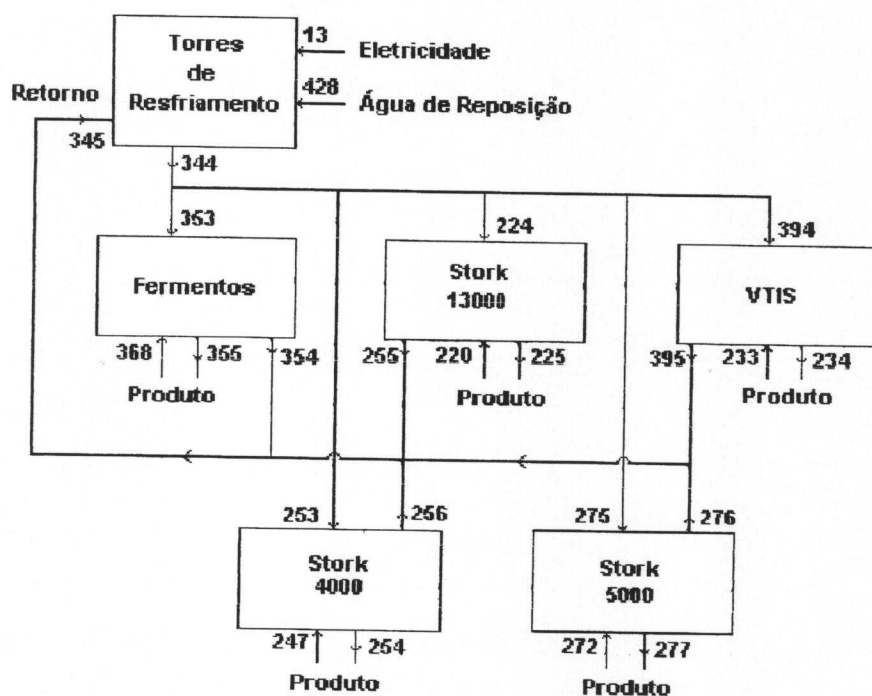 Torres
de
Resfriamento
13
Eletricidade
428
Água de Reposição
Retorno
345
344
353
224
394
Fermentos
Stork
13000
VTIS
368
355
354
255
220
225
395
233
234
Produto
Produto
Produto
253
256
275
276
Stork
4000
Stork
5000
247
254
272
277
Produto
Produto